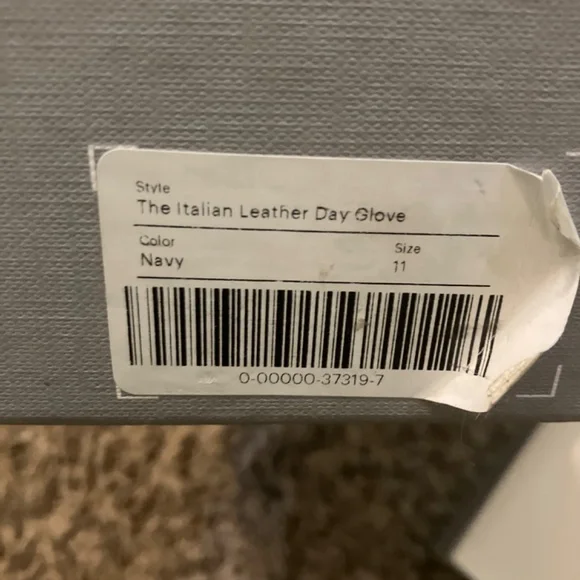 Style
The Italian Leather Day Glove
Color Size
Navy 11
0-00000-37319-7